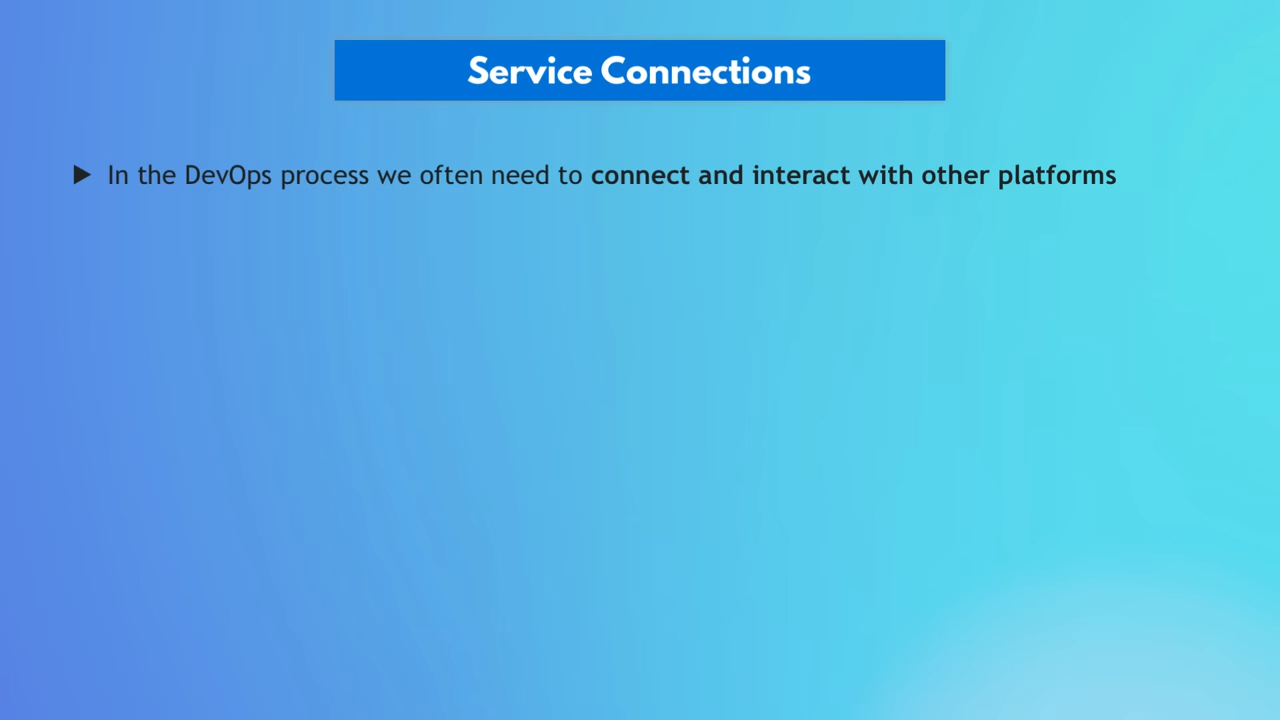 Service Connections
In the DevOps process we often need to connect and interact with other platforms